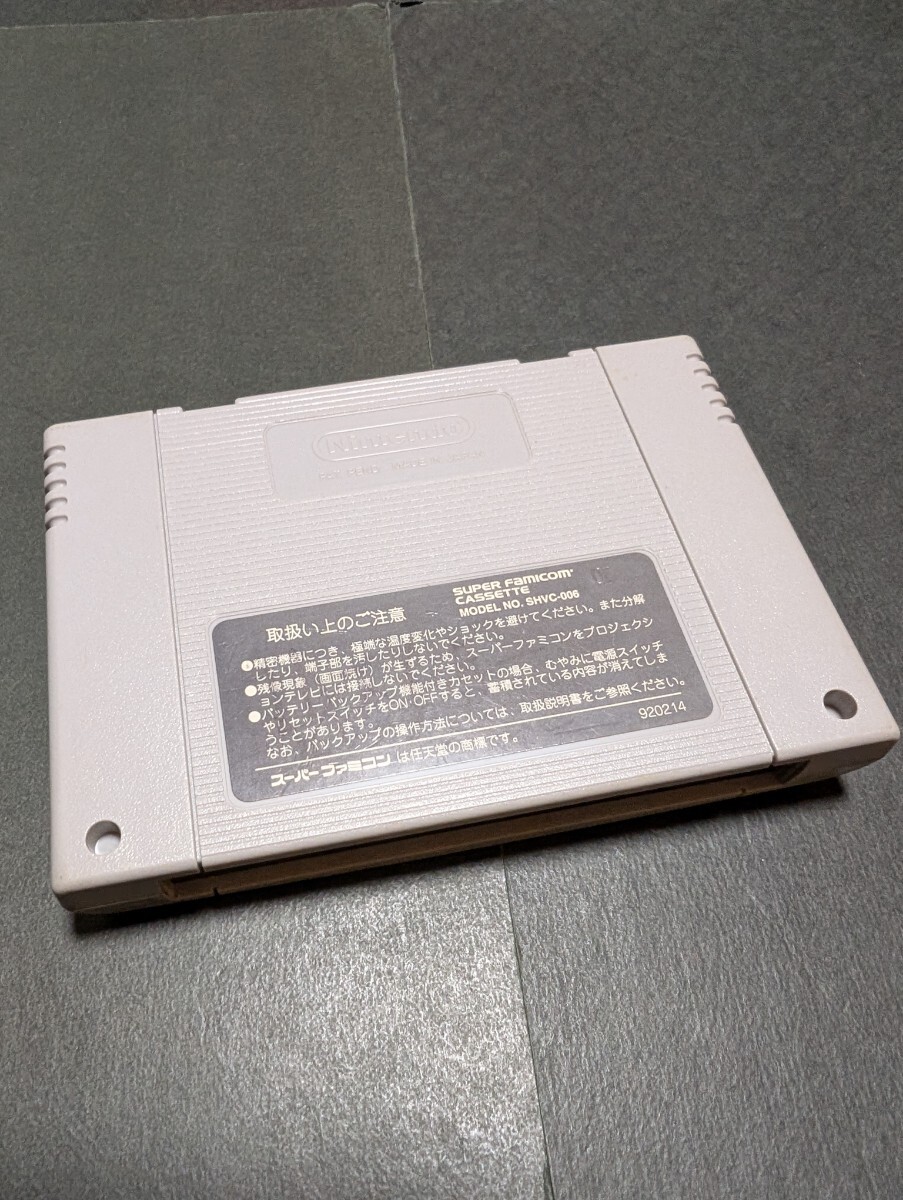 Nintendo
MADE IN JAPAN
SUPER FAMICOM
CASSETTE
MODEL NO. SHVC-006
取扱い上のご注意
●精密機器につき、極端な温度変化やショックを避けてください。また分解
したり、端子部を汚したりしないでください。
●残像現象(画面焼け)が生ずるため、スーパーファミコンをプロジェクシ
ョンテレビには接続しないでください。
●バッテリーバックアップ機能付きカセットの場合、むやみに電源スイッチ
やリセットスイッチをON・OFFすると、蓄積されている内容が消えてしま
うことがあります。
なお、バックアップの操作方法については、取扱説明書をご参照ください。
920214
スーパーファミコンは任天堂の商標です。